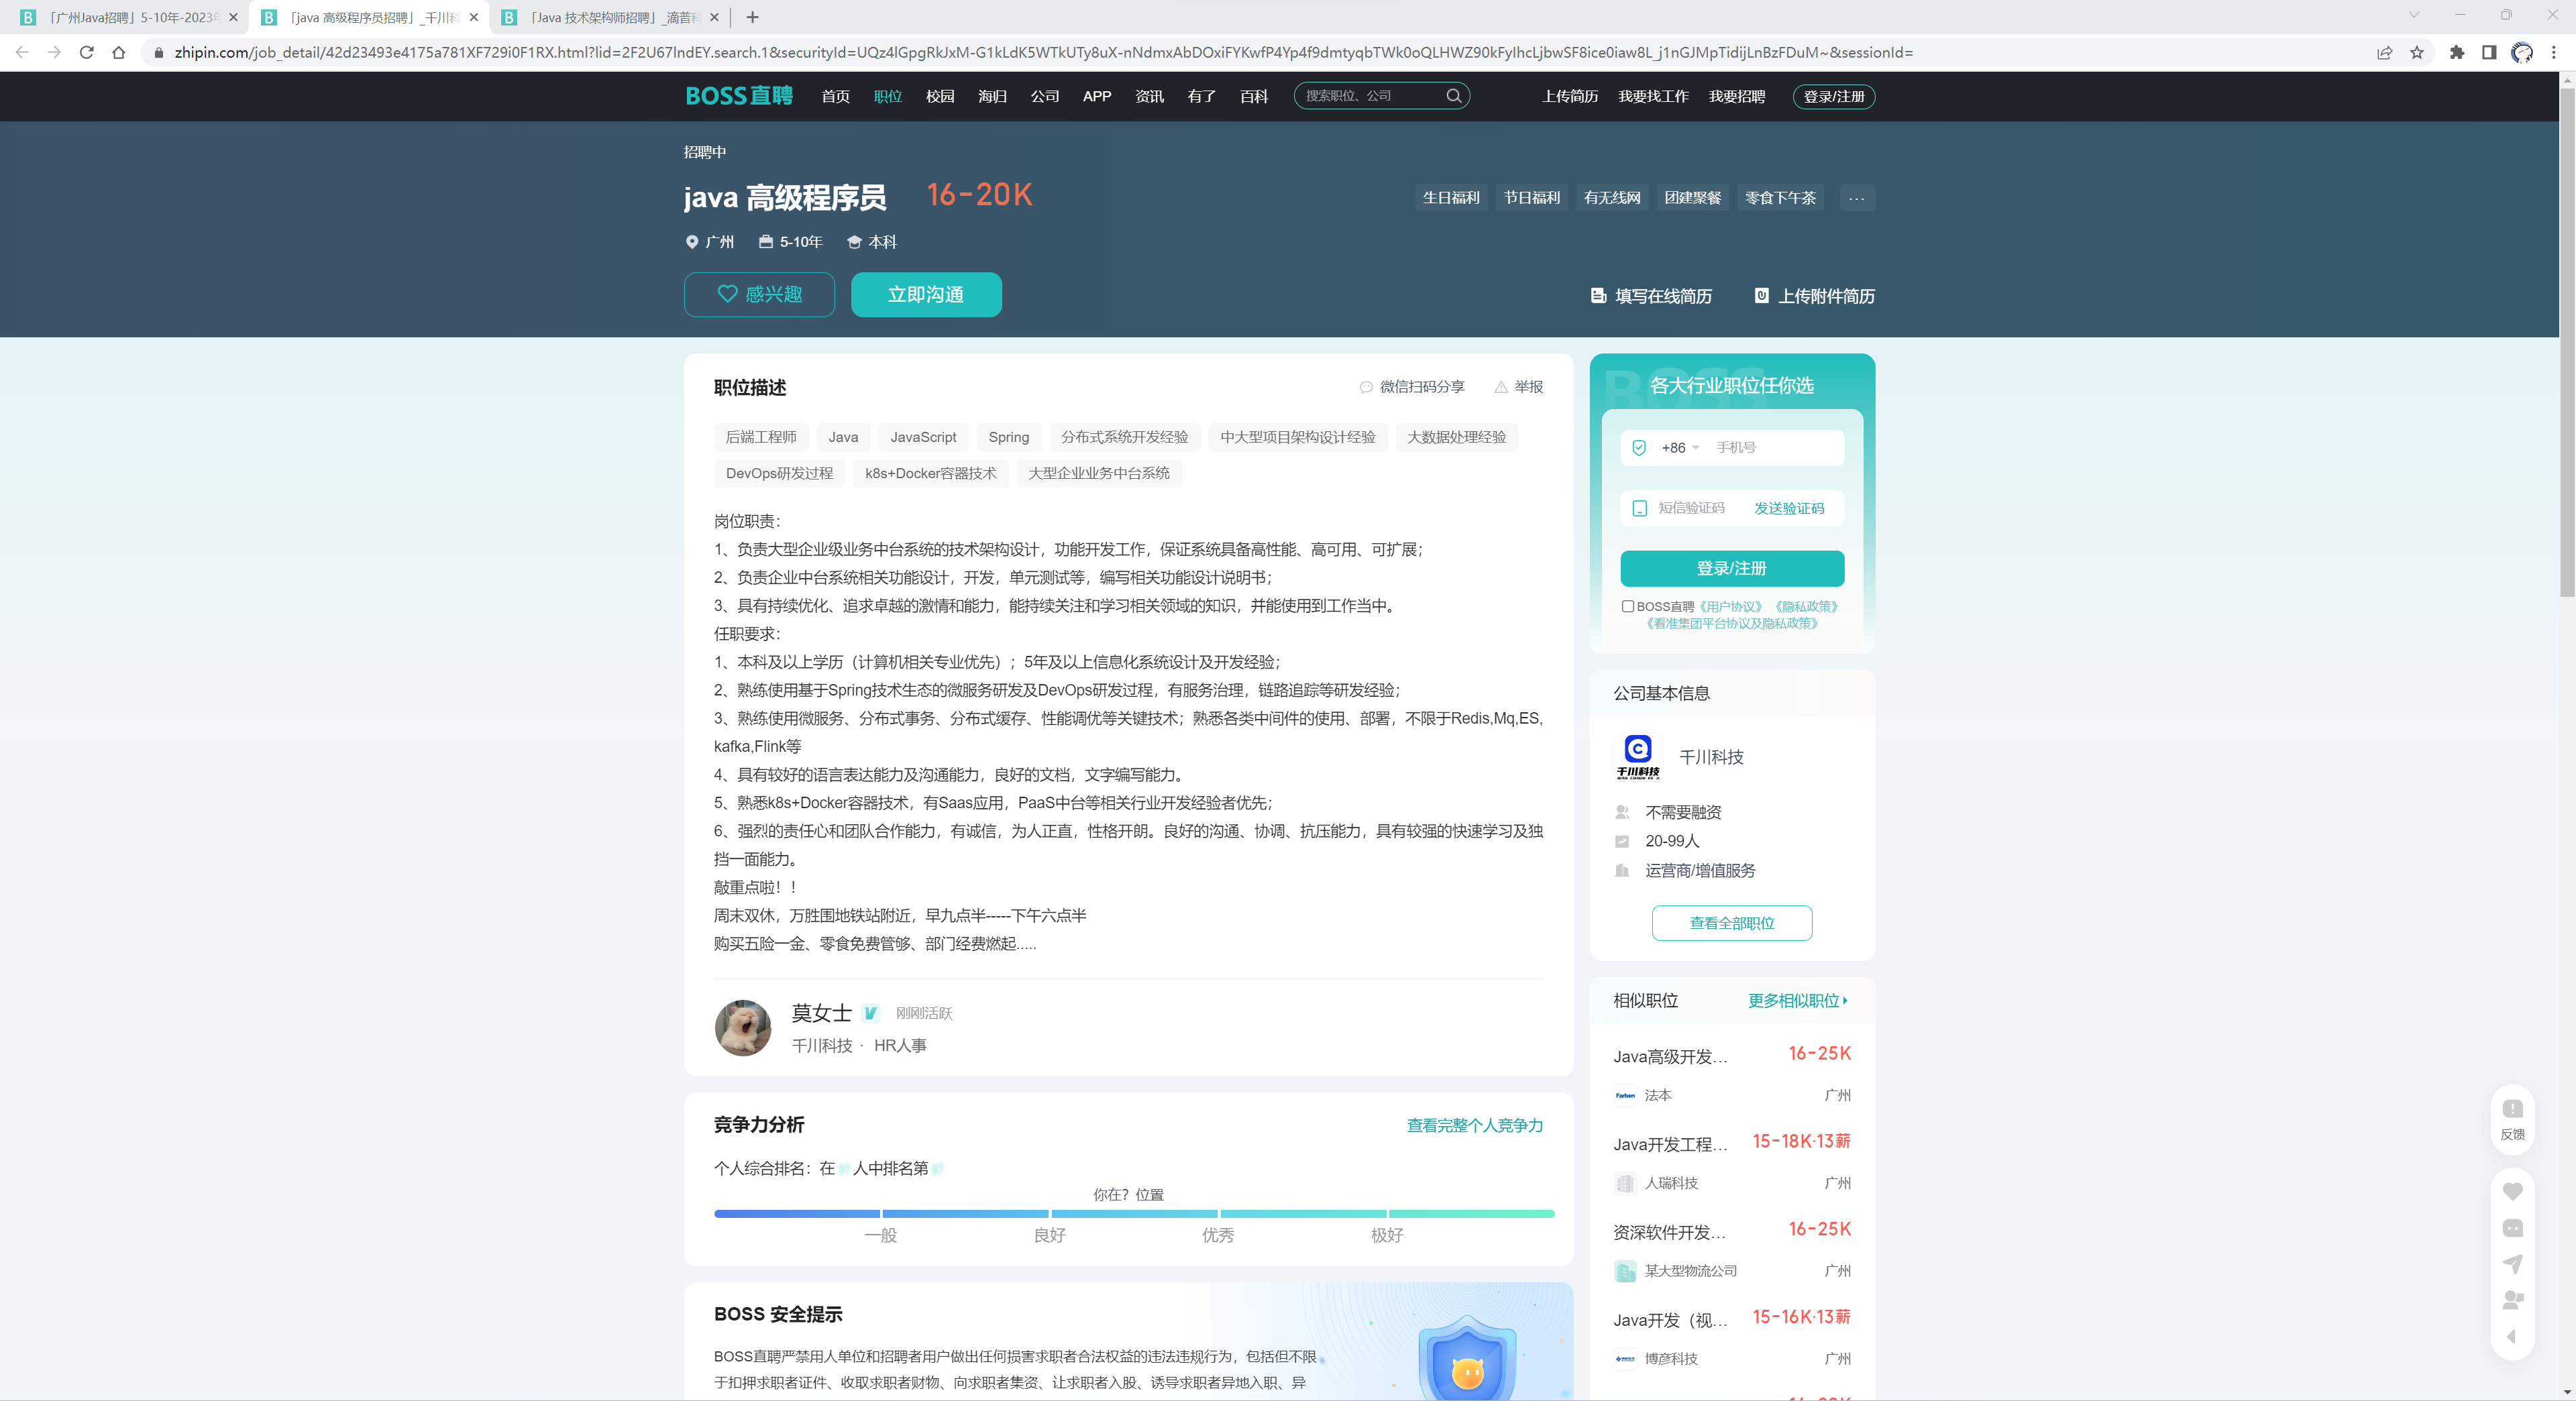 「广州Java招聘」5-10年-2023年
「java 高级程序员招聘」_千川科
「Java 技术架构师招聘」_滴普科
zhipin.com/job_detail/42d23493e4175a781XF729i0F1RX.html?lid=2F2U67lndEY.search.1&securityId=UQz4lGpgRkJxM-G1kLdK5WTkUTy8uX-nNdmxAbDOxiFYKwfP4Yp4f9dmtyqbTWk0oQLHWZ90kFyIhcLjbwSF8ice0iaw8L_j1nGJMpTidijLnBzFDuM~&sessionId=
BOSS直聘 首页 职位 校园 海归 公司 APP 资讯 有了 百科 搜索职位、公司 上传简历 我要找工作 我要招聘 登录/注册
招聘中
java 高级程序员 16-20K
生日福利 节日福利 有无线网 团建聚餐 零食下午茶 ...
广州 5-10年 本科
感兴趣 立即沟通
填写在线简历 上传附件简历
职位描述
微信扫码分享 举报
后端工程师 Java JavaScript Spring 分布式系统开发经验 中大型项目架构设计经验 大数据处理经验
DevOps研发过程 k8s+Docker容器技术 大型企业业务中台系统
岗位职责：
1、负责大型企业级业务中台系统的技术架构设计，功能开发工作，保证系统具备高性能、高可用、可扩展；
2、负责企业中台系统相关功能设计，开发，单元测试等，编写相关功能设计说明书；
3、具有持续优化、追求卓越的激情和能力，能持续关注和学习相关领域的知识，并能使用到工作当中。
任职要求：
1、本科及以上学历（计算机相关专业优先）；5年及以上信息化系统设计及开发经验；
2、熟练使用基于Spring技术生态的微服务研发及DevOps研发过程，有服务治理，链路追踪等研发经验；
3、熟练使用微服务、分布式事务、分布式缓存、性能调优等关键技术；熟悉各类中间件的使用、部署，不限于Redis,Mq,ES,
kafka,Flink等
4、具有较好的语言表达能力及沟通能力，良好的文档，文字编写能力。
5、熟悉k8s+Docker容器技术，有Saas应用，PaaS中台等相关行业开发经验者优先；
6、强烈的责任心和团队合作能力，有诚信，为人正直，性格开朗。良好的沟通、协调、抗压能力，具有较强的快速学习及独
挡一面能力。
敲重点啦！！
周末双休，万胜围地铁站附近，早九点半-----下午六点半
购买五险一金、零食免费管够、部门经费燃起.....
莫女士 刚刚活跃
千川科技 · HR人事
竞争力分析 查看完整个人竞争力
个人综合排名：在 人中排名第
你在？位置
一般 良好 优秀 极好
BOSS 安全提示
BOSS直聘严禁用人单位和招聘者用户做出任何损害求职者合法权益的违法违规行为，包括但不限
于扣押求职者证件、收取求职者财物、向求职者集资、让求职者入股、诱导求职者异地入职、异
各大行业职位任你选
+86 手机号
短信验证码 发送验证码
登录/注册
BOSS直聘《用户协议》《隐私政策》
《看准集团平台协议及隐私政策》
公司基本信息
千川科技
千川科技
不需要融资
20-99人
运营商/增值服务
查看全部职位
相似职位 更多相似职位
Java高级开发... 16-25K
Farben 法本 广州
Java开发工程... 15-18K·13薪
人瑞科技 广州
资深软件开发... 16-25K
某大型物流公司 广州
Java开发（视... 15-16K·13薪
博彦科技 广州
反馈